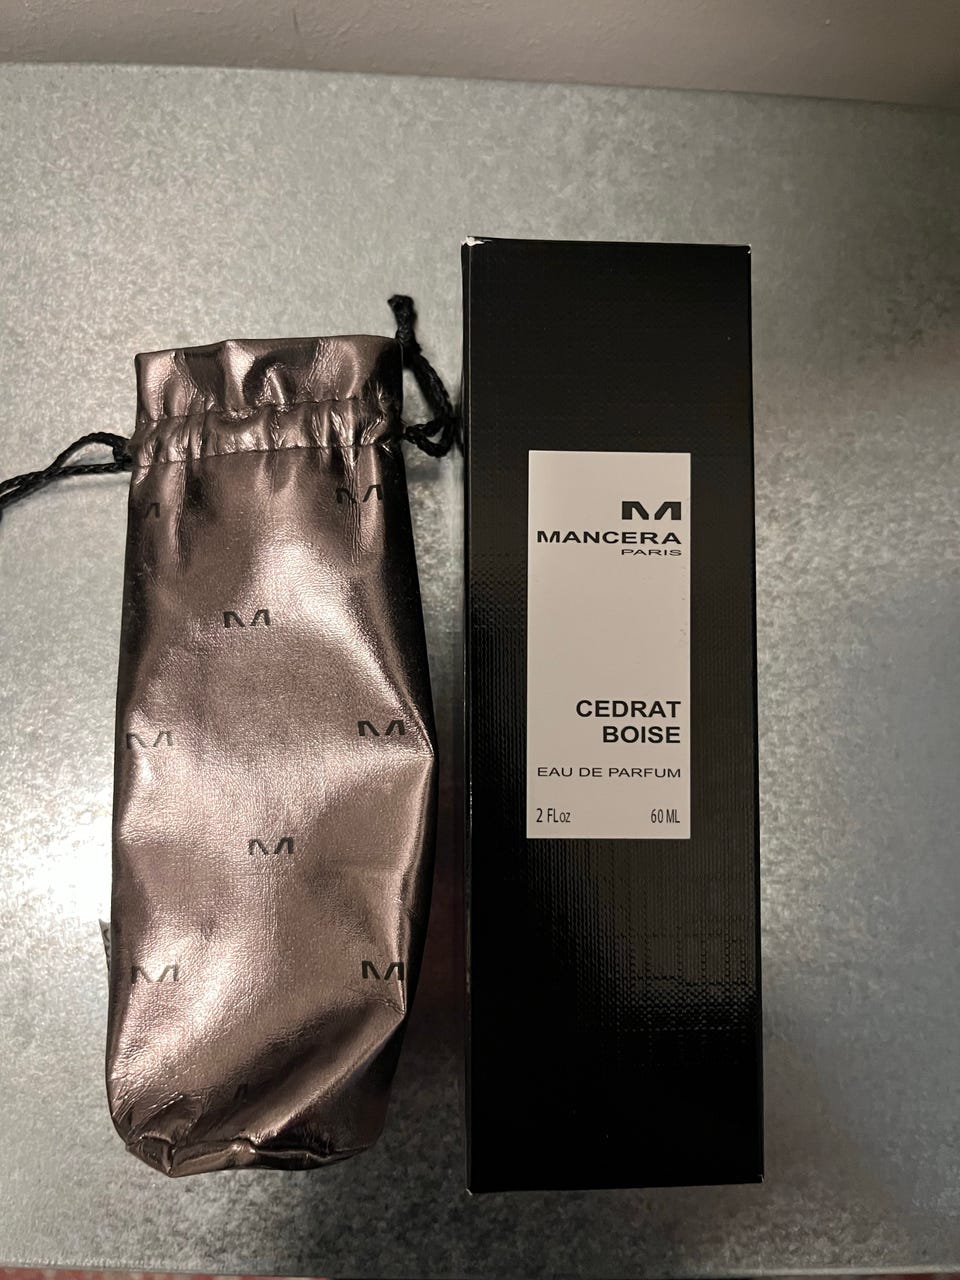 M
MANCERA
PARIS
CEDRAT
BOISE
EAU DE PARFUM
2 FLoz 60 ML